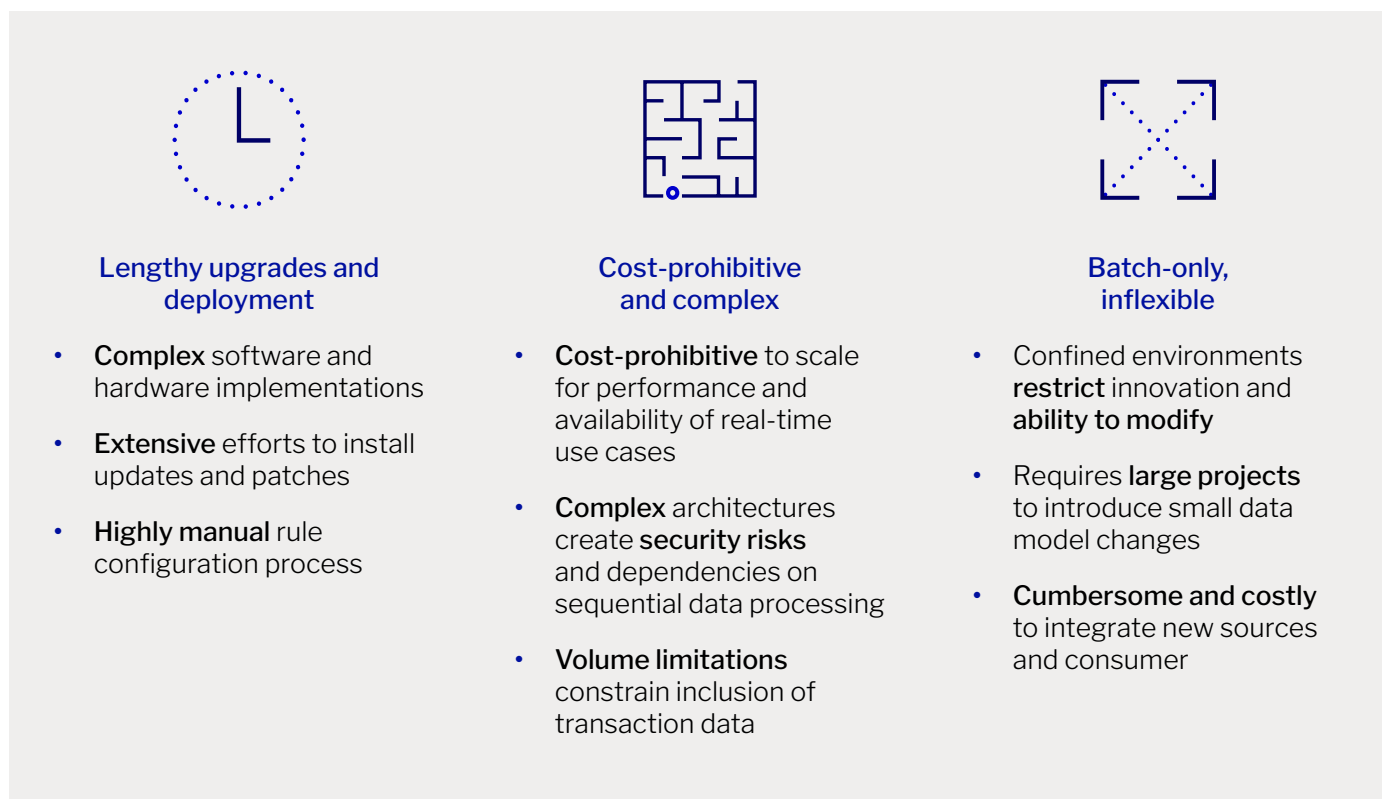 Lengthy upgrades and
deployment
• Complex software and
hardware implementations
• Extensive efforts to install
updates and patches
• Highly manual rule
configuration process
Cost-prohibitive
and complex
• Cost-prohibitive to scale
for performance and
availability of real-time
use cases
• Complex architectures
create security risks
and dependencies on
sequential data processing
• Volume limitations
constrain inclusion of
transaction data
Batch-only,
inflexible
• Confined environments
restrict innovation and
ability to modify
• Requires large projects
to introduce small data
model changes
• Cumbersome and costly
to integrate new sources
and consumer